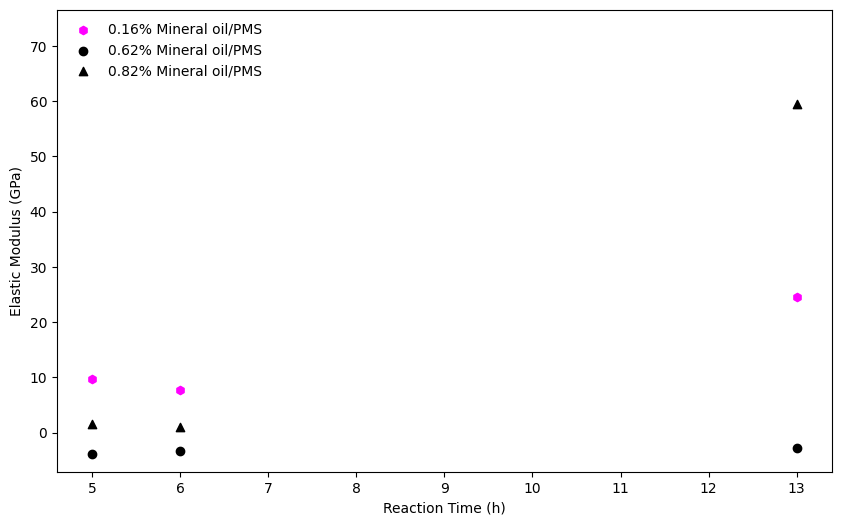 0.16% Mineral oil/PMS
0.62% Mineral oil/PMS
0.82% Mineral oil/PMS
70
60
50
40
30
20
10
0
Elastic Modulus (GPa)
5 6 7 8 9 10 11 12 13
Reaction Time (h)